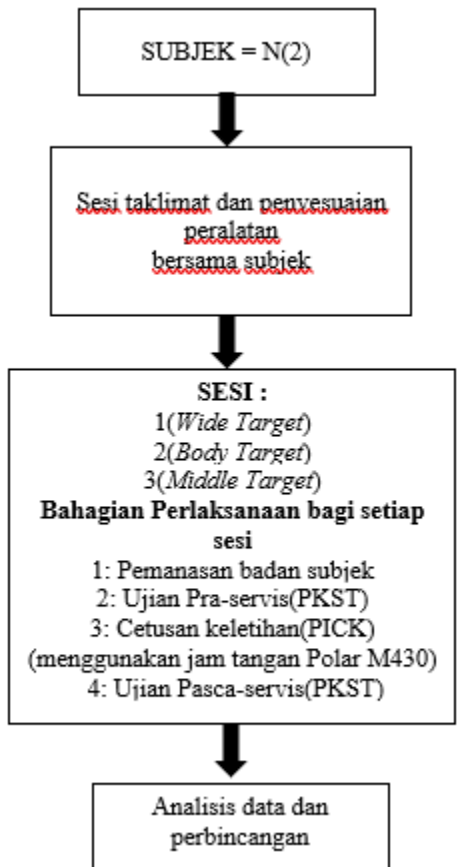 SUBJEK = N(2)
Sesi taklimat dan penyesuaian
peralatan
bersama subjek
SESI :
1(Wide Target)
2(Body Target)
3(Middle Target)
Bahagian Perlaksanaan bagi setiap
sesi
1: Pemanasan badan subjek
2: Ujian Pra-servis(PKST)
3: Cetusan keletihan(PICK)
(menggunakan jam tangan Polar M430)
4: Ujian Pasca-servis(PKST)
Analisis data dan
perbincangan